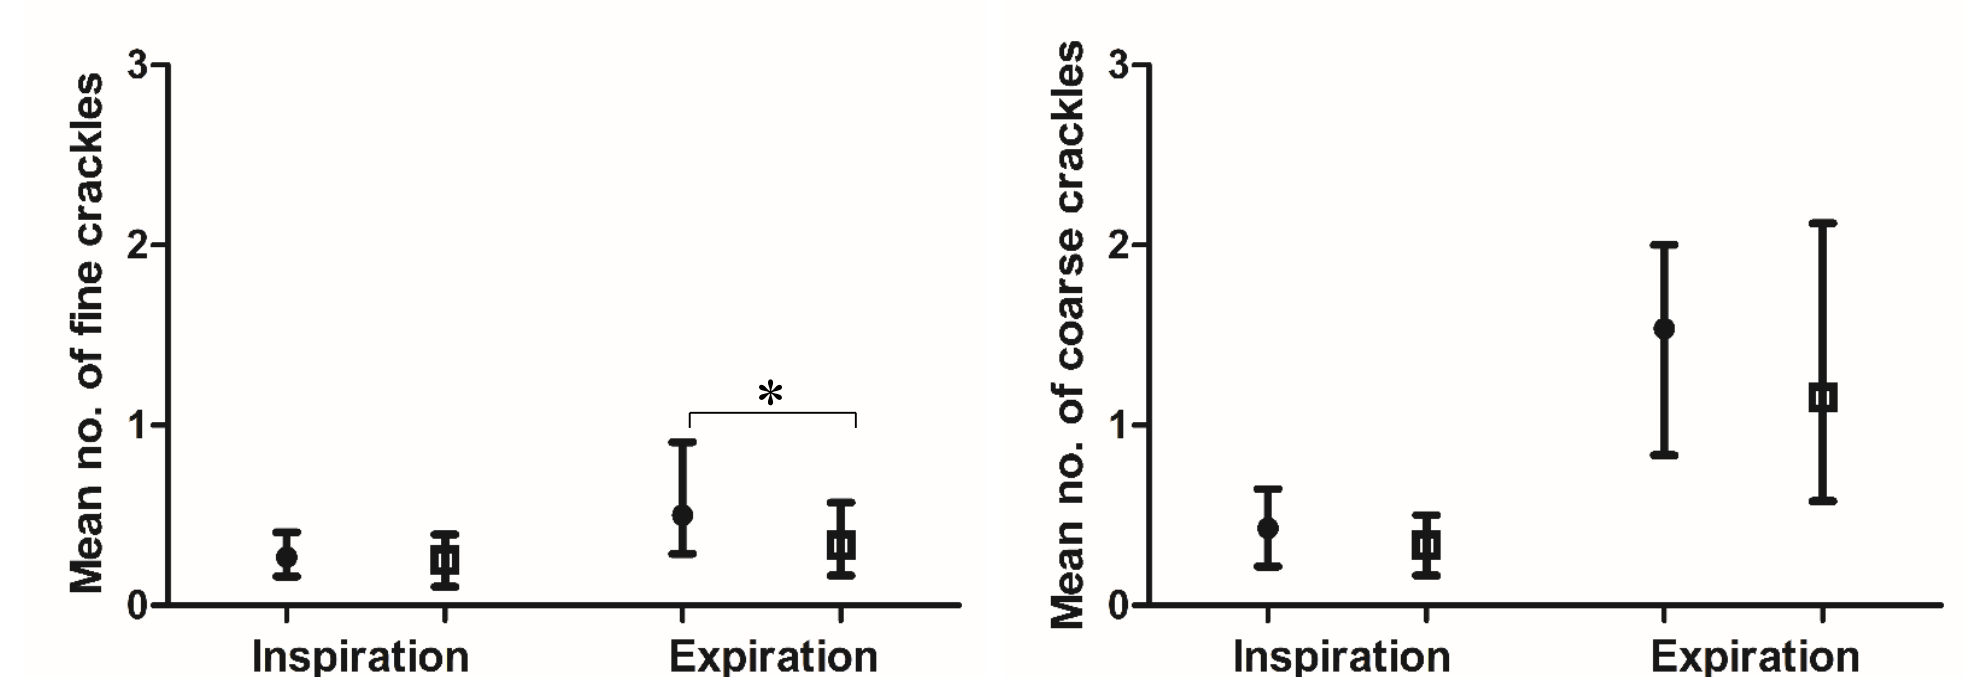 Mean no. of fine crackles
3
2
1
0
*
Inspiration Expiration
Mean no. of coarse crackles
3
2
1
0
Inspiration Expiration